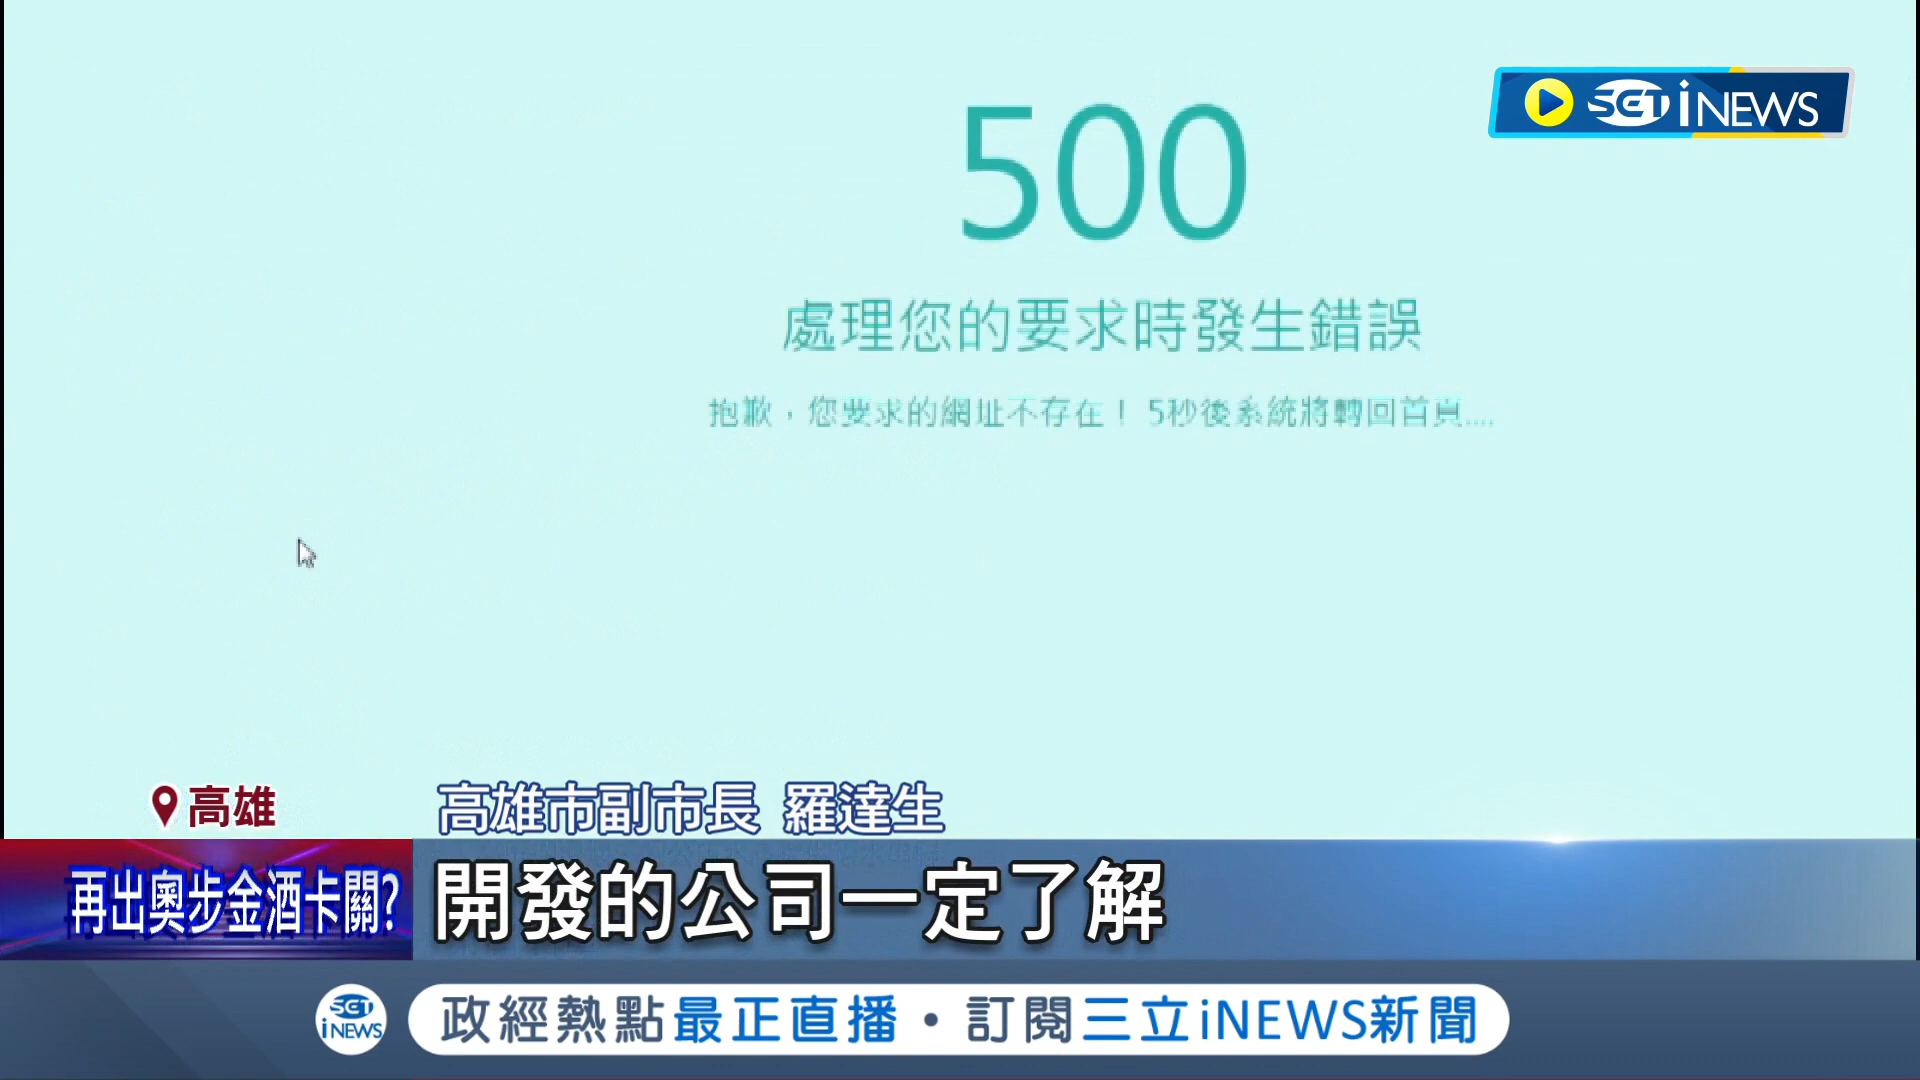 500
SET iNEWS
處理您的要求時發生錯誤
抱歉，您要求的網址不存在！ 5秒後系統將轉回首頁....
高雄
高雄市副市長 羅達生
再出奧步金酒卡關?
開發的公司一定了解
SET iNEWS
政經熱點最正直播・訂閱三立iNEWS新聞